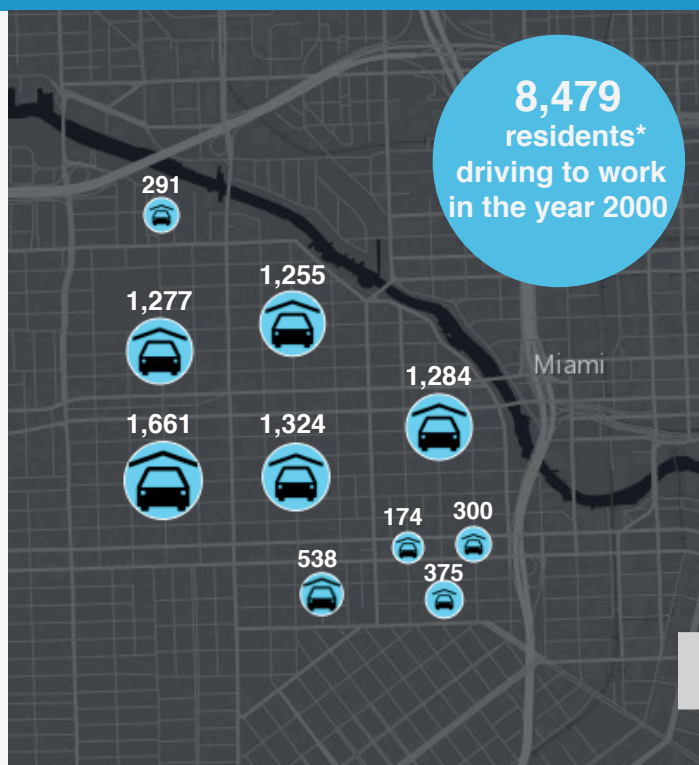 8,479
residents*
driving to work
in the year 2000
291
1,255
1,277
Miami
1,284
1,661
1,324
174
300
538
375